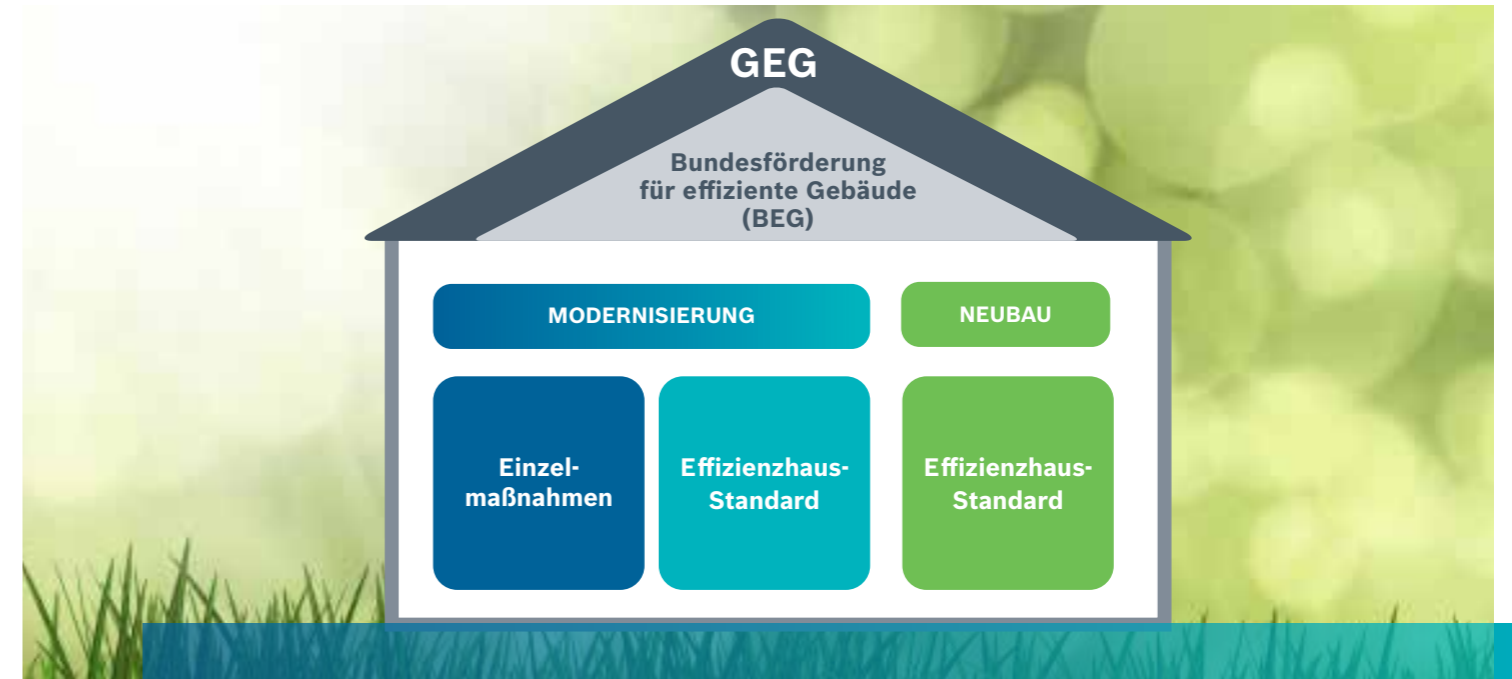 GEG
Bundesförderung
für effiziente Gebäude
(BEG)
MODERNISIERUNG
NEUBAU
Einzel-
maßnahmen
Effizienzhaus-
Standard
Effizienzhaus-
Standard